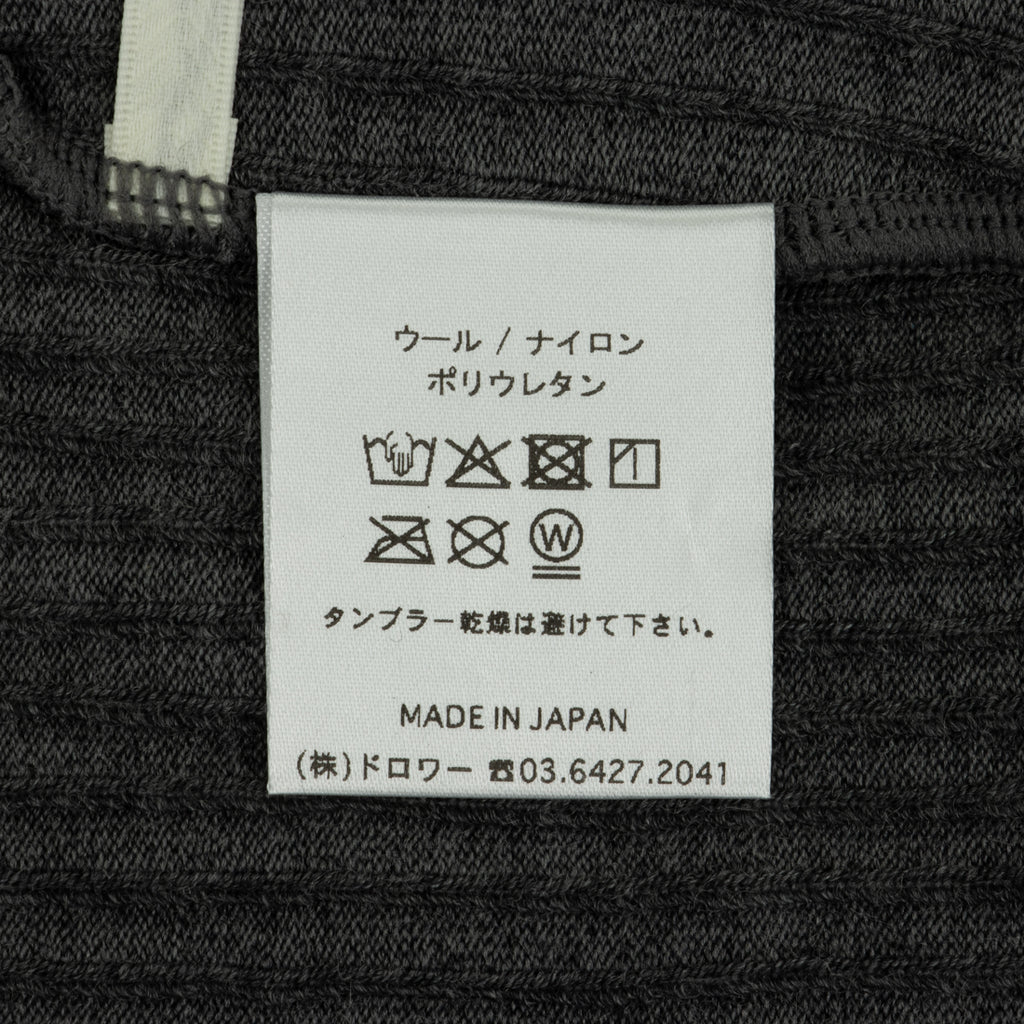 ウール / ナイロン
ポリウレタン
W
タンブラー乾燥は避けて下さい。
MADE IN JAPAN
(株)ドロワー ☎03.6427.2041